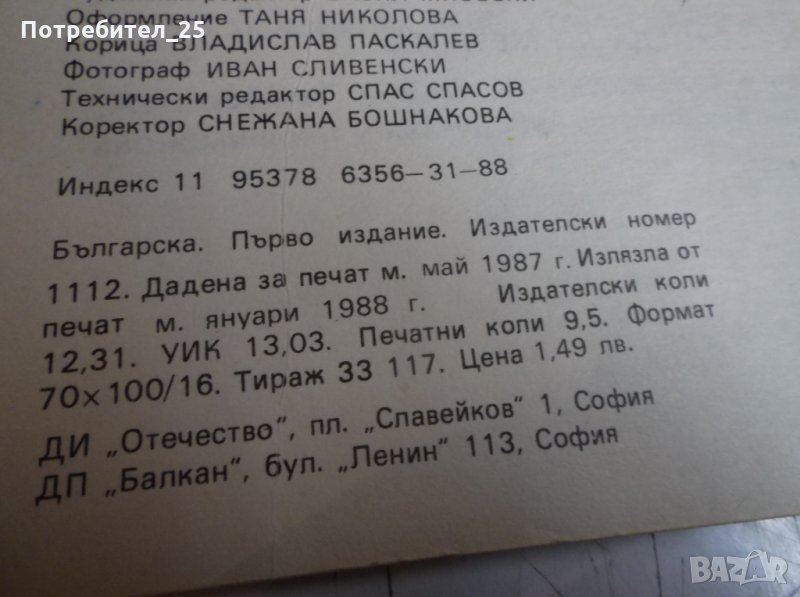 Потребител_25
Оформление ТАНЯ НИКОЛОВА
Корица ВЛАДИСЛАВ ПАСКАЛЕВ
Фотограф ИВАН СЛИВЕНСКИ
Технически редактор СПАС СПАСОВ
Коректор СНЕЖАНА БОШНАКОВА
Индекс 11 95378 6356—31—88
Българска. Първо издание. Издателски номер
1112. Дадена за печат м. май 1987 г. Излязла от
печат м. януари 1988 г. Издателски коли
12,31. УИК 13,03. Печатни коли 9,5. Формат
70×100/16. Тираж 33 117. Цена 1,49 лв.
ДИ „Отечество“, пл. „Славейков“ 1, София
ДП „Балкан“, бул. „Ленин“ 113, София
BAZAR